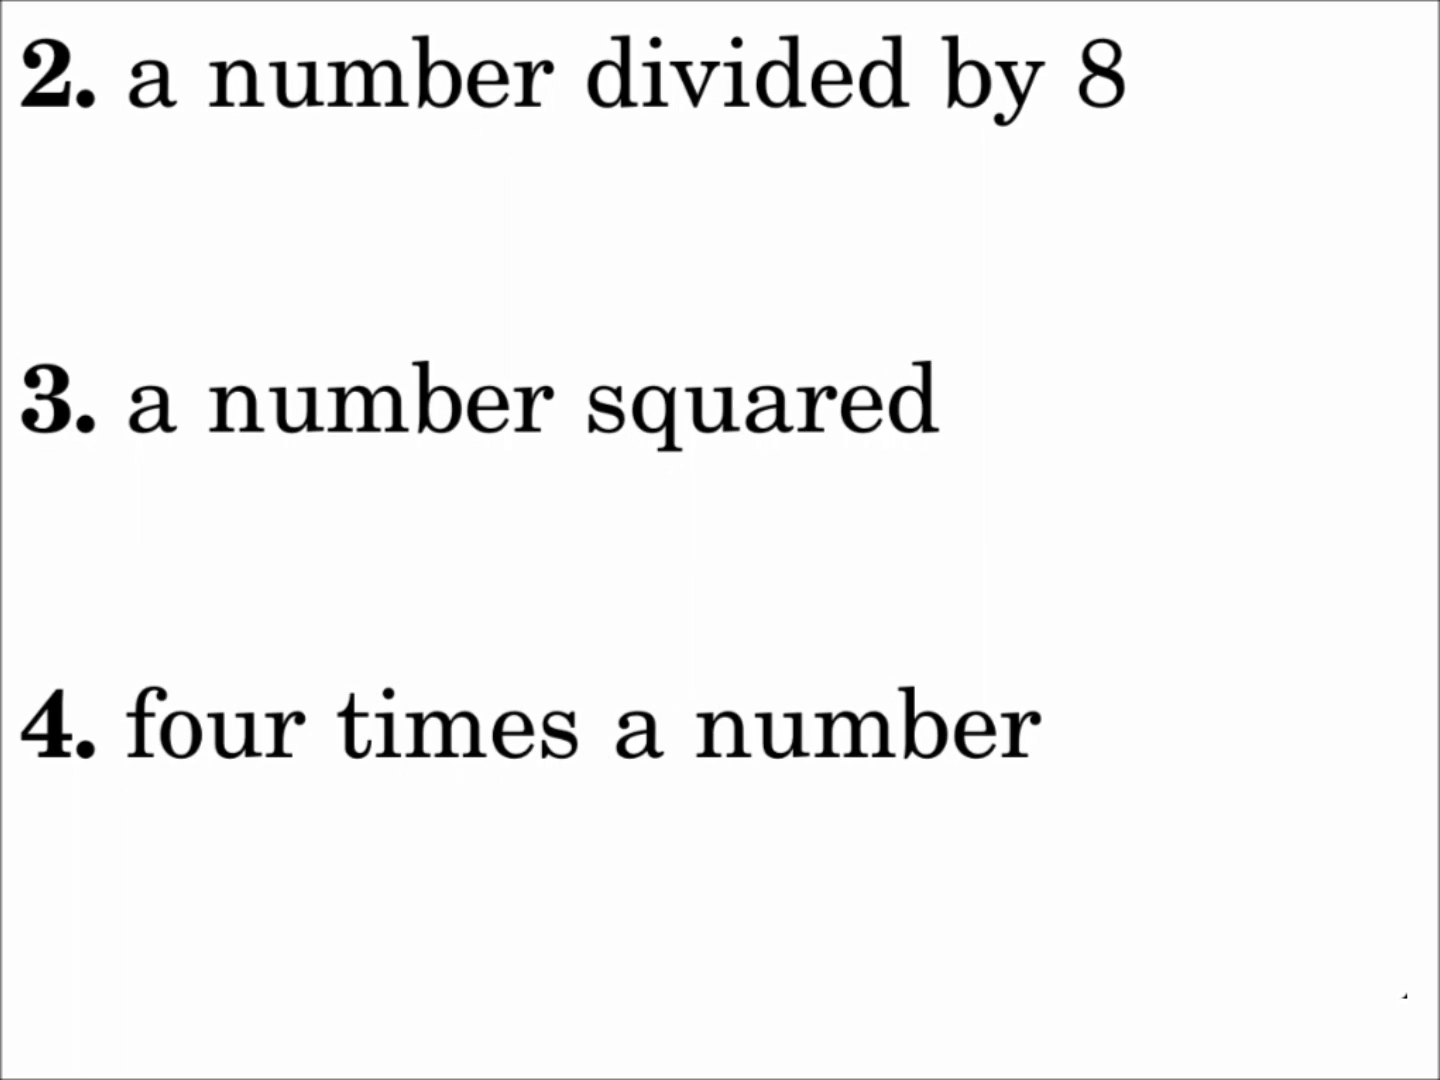 2. a number divided by 8
3. a number squared
4. four times a number